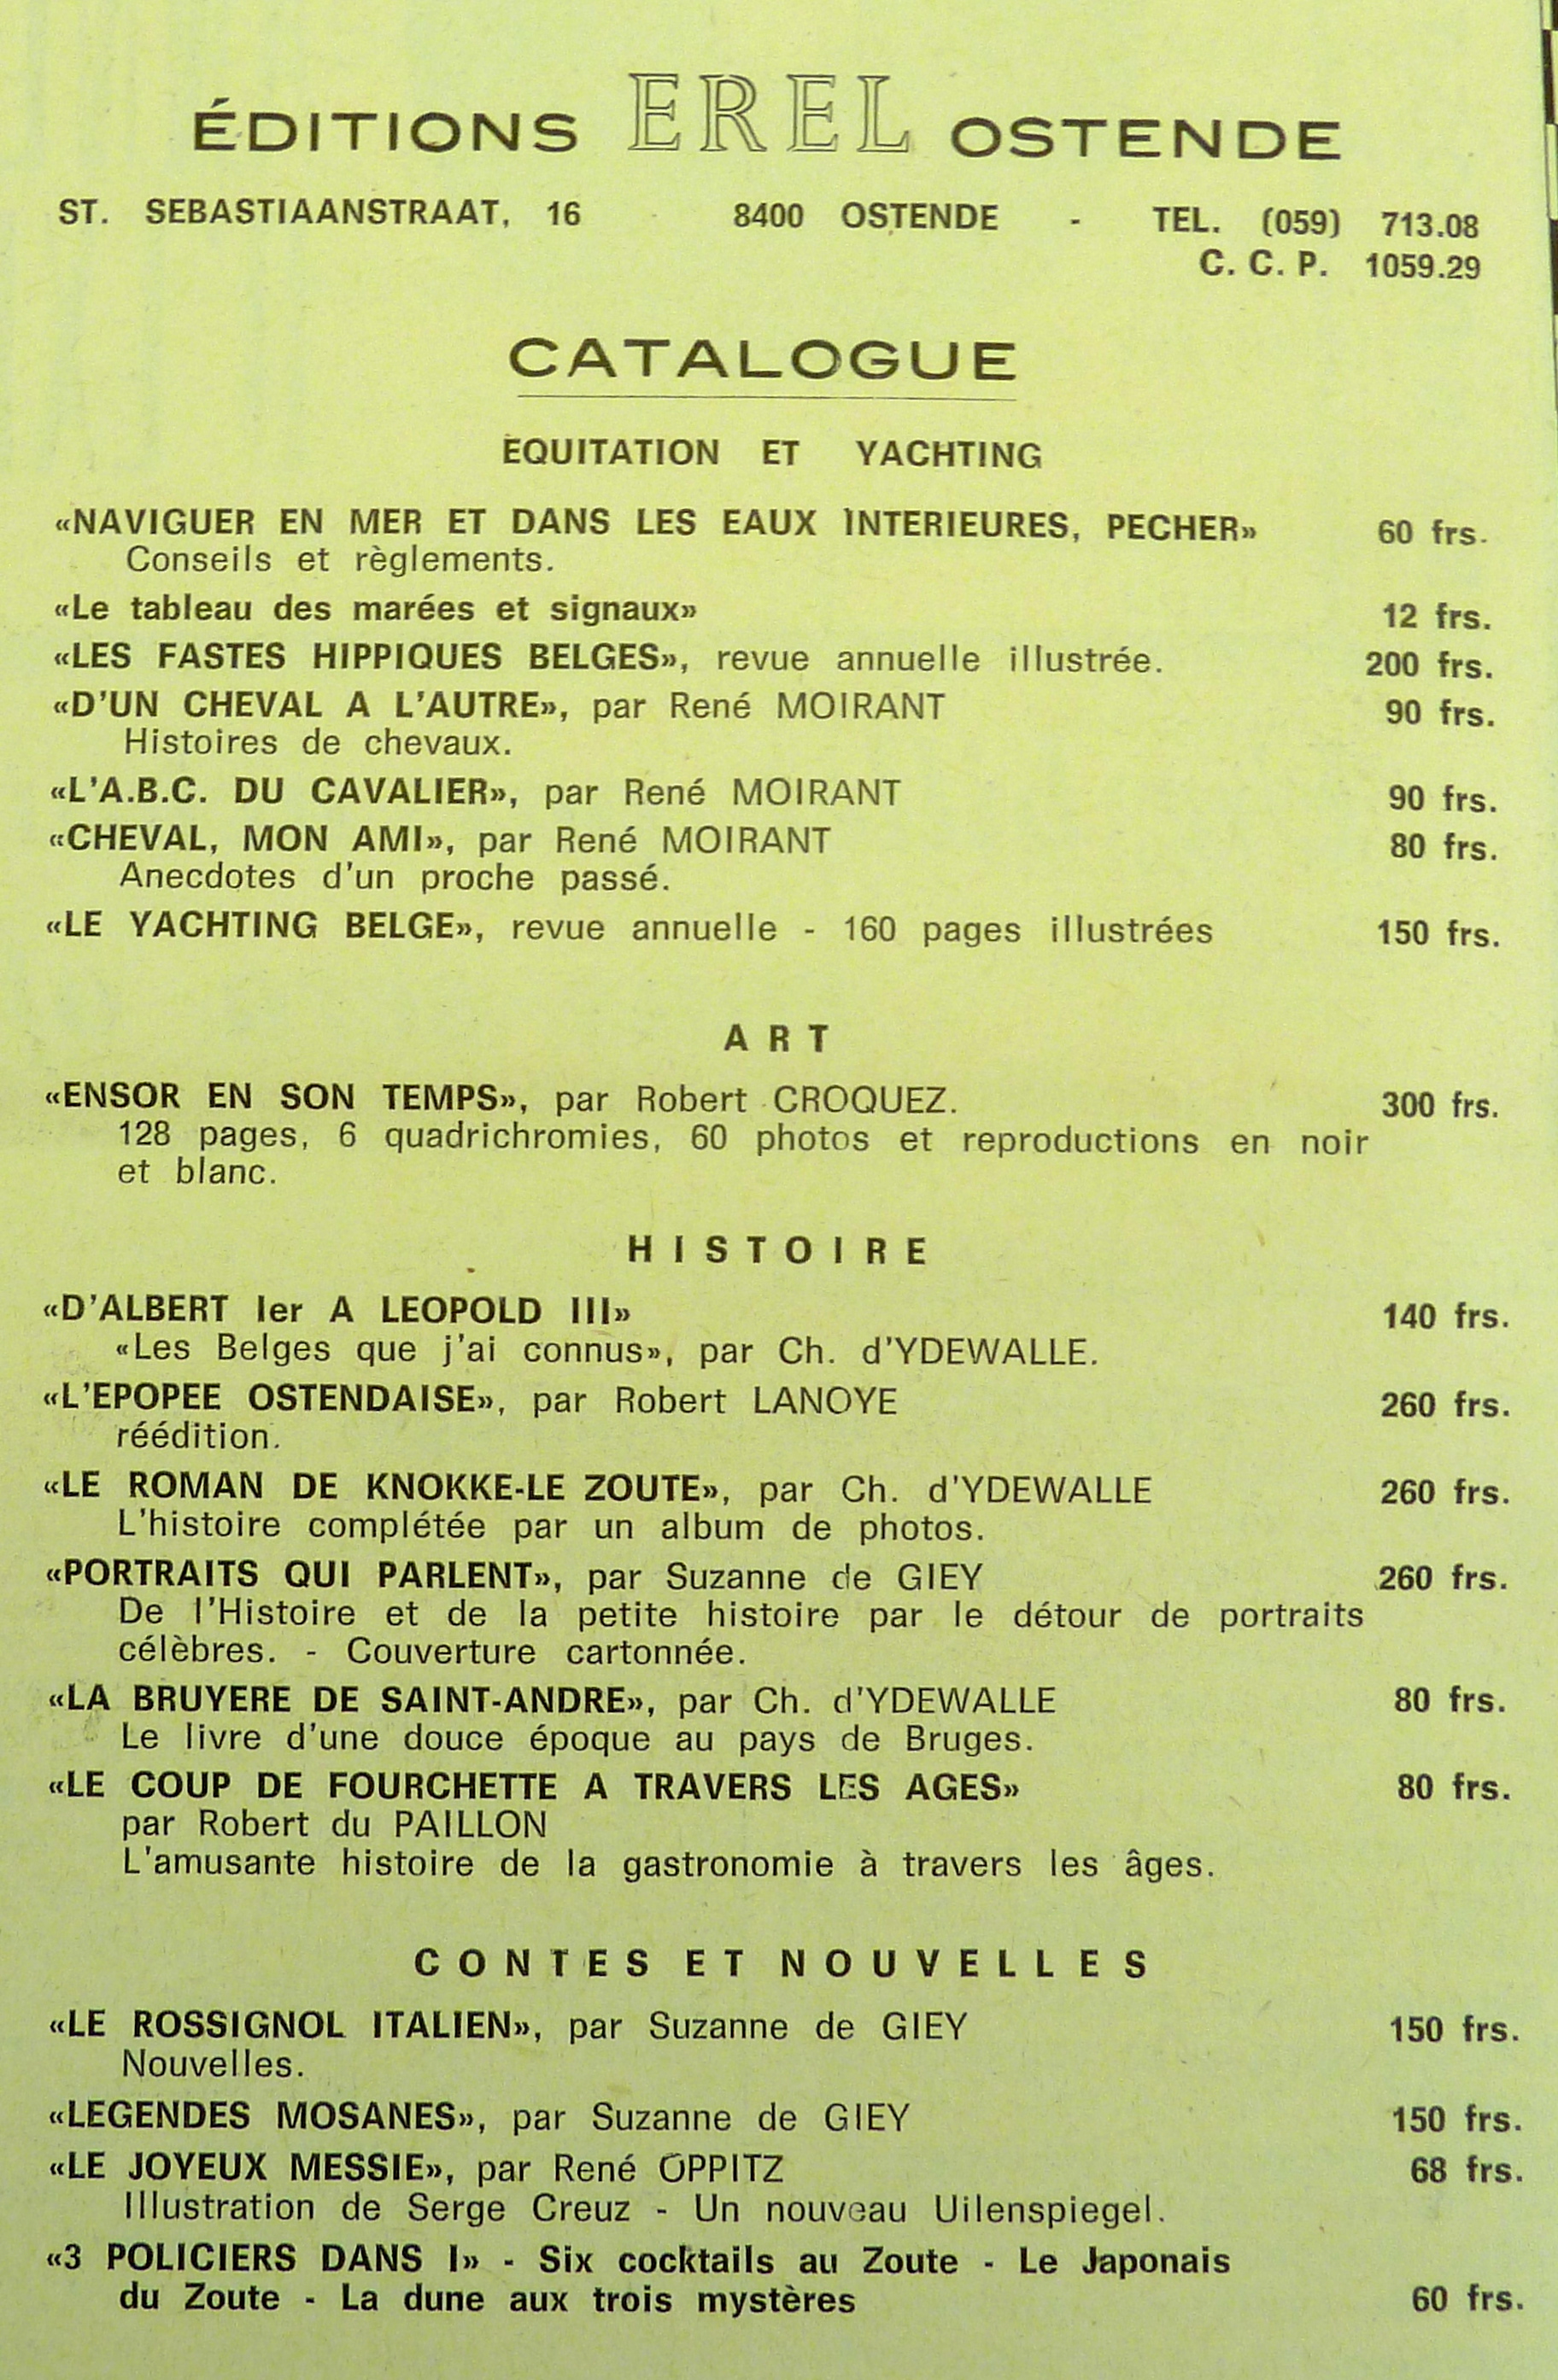 ÉDITIONS EREL OSTENDE
ST. SEBASTIAANSTRAAT, 16 8400 OSTENDE - TEL. (059) 713.08
C. C. P. 1059.29
CATALOGUE
EQUITATION ET YACHTING
«NAVIGUER EN MER ET DANS LES EAUX INTERIEURES, PECHER» 60 frs.
Conseils et règlements.
«Le tableau des marées et signaux» 12 frs.
«LES FASTES HIPPIQUES BELGES», revue annuelle illustrée. 200 frs.
«D'UN CHEVAL A L'AUTRE», par René MOIRANT 90 frs.
Histoires de chevaux.
«L'A.B.C. DU CAVALIER», par René MOIRANT 90 frs.
«CHEVAL, MON AMI», par René MOIRANT 80 frs.
Anecdotes d'un proche passé.
«LE YACHTING BELGE», revue annuelle - 160 pages illustrées 150 frs.
ART
«ENSOR EN SON TEMPS», par Robert CROQUEZ. 300 frs.
128 pages, 6 quadrichromies, 60 photos et reproductions en noir
et blanc.
HISTOIRE
«D'ALBERT Ier A LEOPOLD III» 140 frs.
«Les Belges que j'ai connus», par Ch. d'YDEWALLE.
«L'EPOPEE OSTENDAISE», par Robert LANOYE 260 frs.
réédition.
«LE ROMAN DE KNOKKE-LE ZOUTE», par Ch. d'YDEWALLE 260 frs.
L'histoire complétée par un album de photos.
«PORTRAITS QUI PARLENT», par Suzanne de GIEY 260 frs.
De l'Histoire et de la petite histoire par le détour de portraits
célèbres. - Couverture cartonnée.
«LA BRUYERE DE SAINT-ANDRE», par Ch. d'YDEWALLE 80 frs.
Le livre d'une douce époque au pays de Bruges.
«LE COUP DE FOURCHETTE A TRAVERS LES AGES» 80 frs.
par Robert du PAILLON
L'amusante histoire de la gastronomie à travers les âges.
CONTES ET NOUVELLES
«LE ROSSIGNOL ITALIEN», par Suzanne de GIEY 150 frs.
Nouvelles.
«LEGENDES MOSANES», par Suzanne de GIEY 150 frs.
«LE JOYEUX MESSIE», par René OPPITZ 68 frs.
Illustration de Serge Creuz - Un nouveau Uilenspiegel.
«3 POLICIERS DANS I» - Six cocktails au Zoute - Le Japonais
du Zoute - La dune aux trois mystères 60 frs.